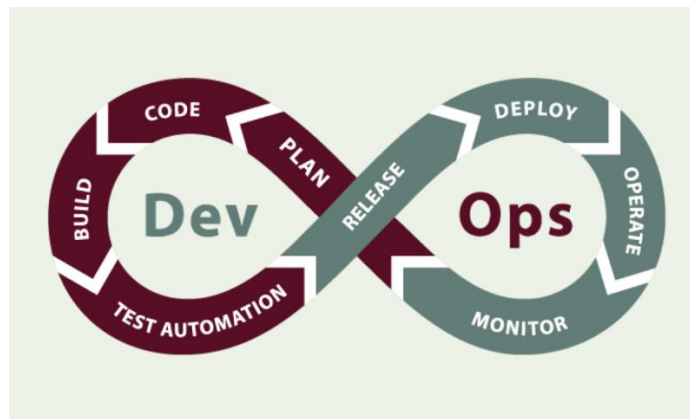 PLAN
CODE
BUILD
TEST AUTOMATION
RELEASE
DEPLOY
OPERATE
MONITOR
Dev
Ops